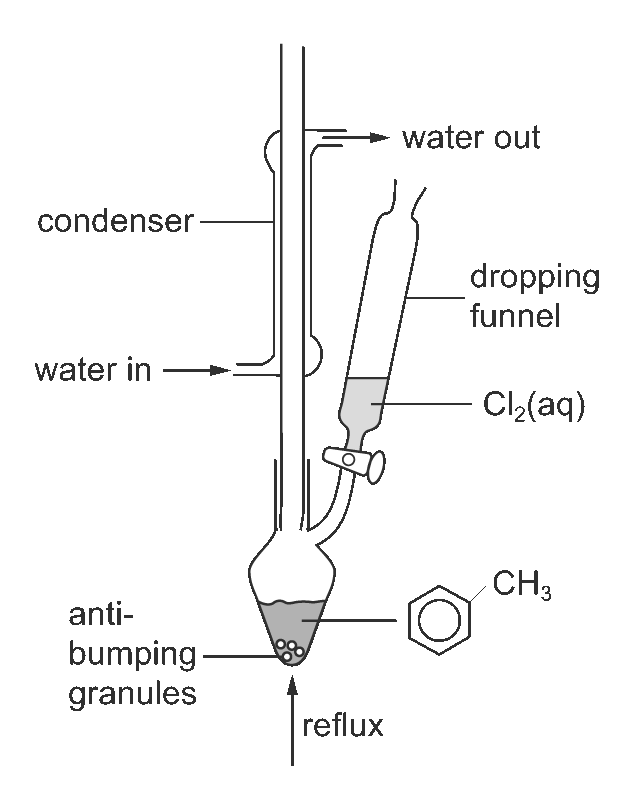 water out
condenser
dropping
funnel
water in
Cl₂(aq)
CH₃
anti-
bumping
granules
reflux